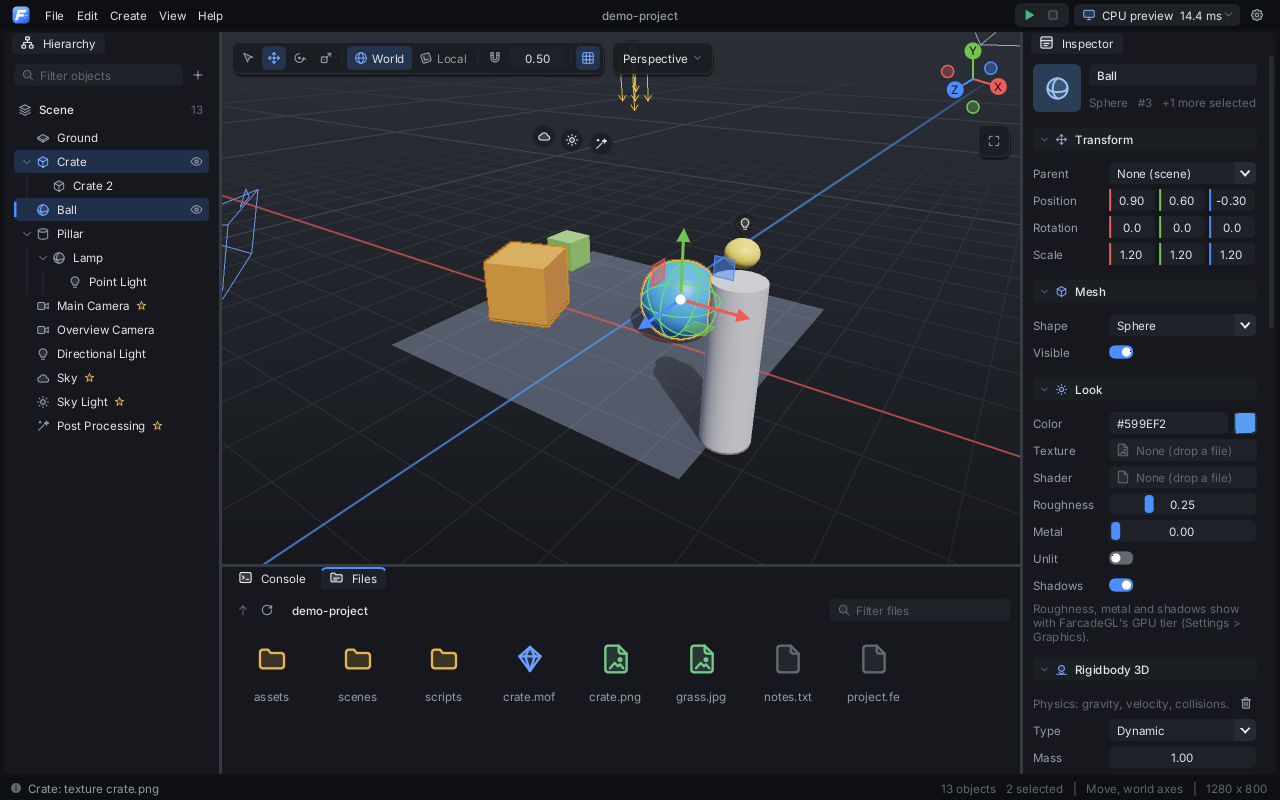 File Edit Create View Help
demo-project
CPU preview 14.4 ms
Hierarchy
Filter objects
Scene 13
Ground
Crate
Crate 2
Ball
Pillar
Lamp
Point Light
Main Camera
Overview Camera
Directional Light
Sky
Sky Light
Post Processing
World Local 0.50 Perspective
Y
Z X
Console Files
demo-project
Filter files
assets scenes scripts crate.mof crate.png grass.jpg notes.txt project.fe
Inspector
Ball
Sphere #3 +1 more selected
Transform
Parent None (scene)
Position 0.90 0.60 -0.30
Rotation 0.0 0.0 0.0
Scale 1.20 1.20 1.20
Mesh
Shape Sphere
Visible
Look
Color #599EF2
Texture None (drop a file)
Shader None (drop a file)
Roughness 0.25
Metal 0.00
Unlit
Shadows
Roughness, metal and shadows show
with FarcadeGL's GPU tier (Settings >
Graphics).
Rigidbody 3D
Physics: gravity, velocity, collisions.
Type Dynamic
Mass 1.00
Crate: texture crate.png
13 objects 2 selected | Move, world axes | 1280 x 800